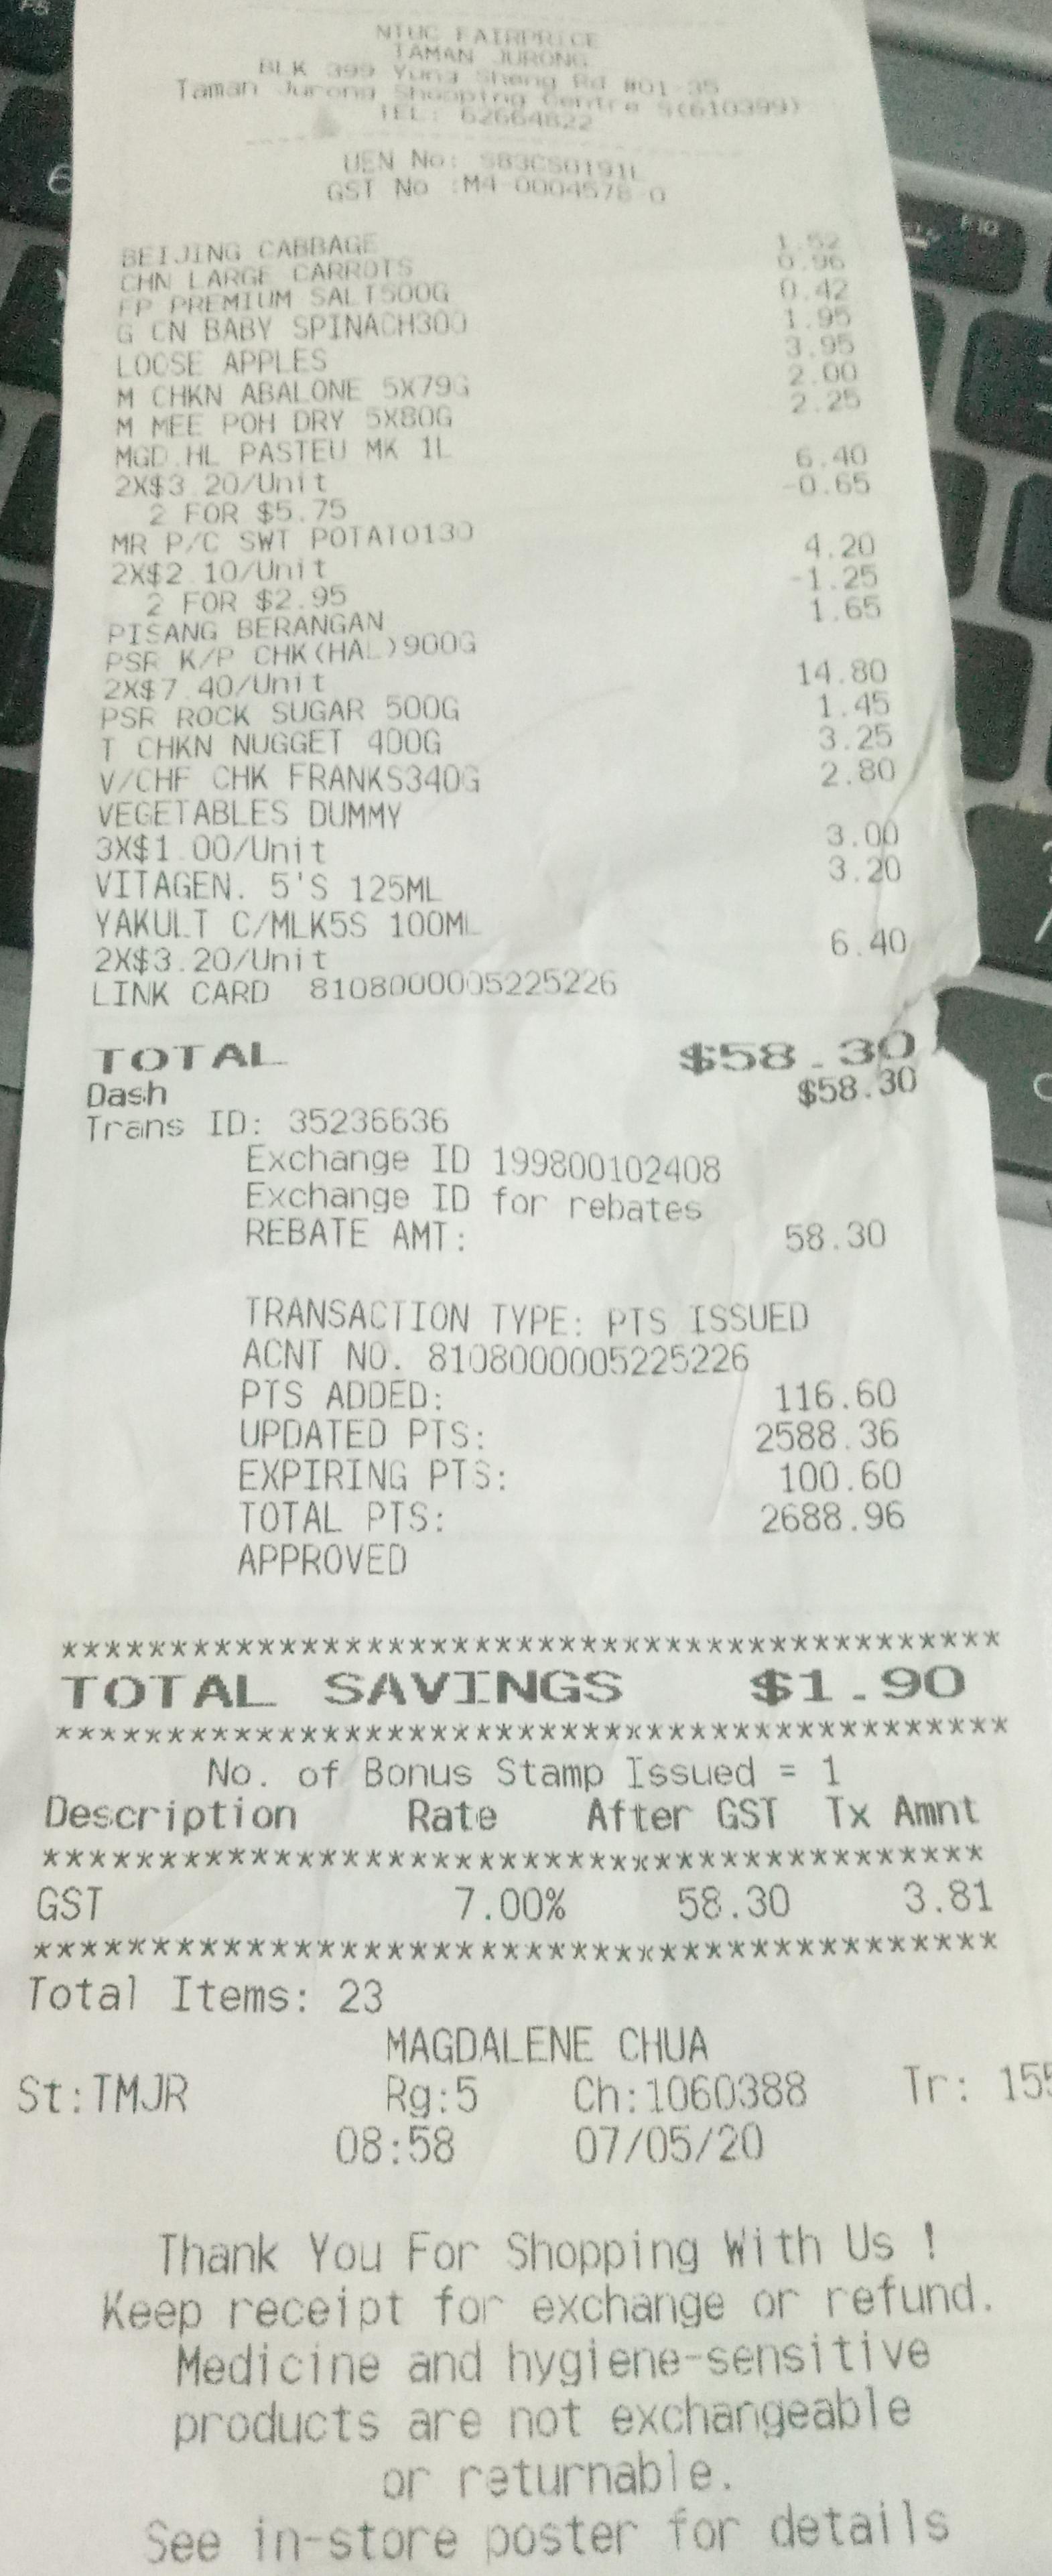 NTUC FAIRPRICE
TAMAN JURONG
BLK 399 Yung Sheng Rd #01-35
Taman Jurong Shopping Centre S(610399)
TEL: 62664822
UEN No: S83CS0191L
GST No :M4-0004578-0
BEIJING CABBAGE 1.52
CHN LARGE CARROTS 0.96
FP PREMIUM SALT500G 0.42
G CN BABY SPINACH300 1.95
LOOSE APPLES 3.95
M CHKN ABALONE 5X79G 2.00
M MEE POH DRY 5X80G 2.25
MGD HL PASTEU MK 1L
2X$3.20/Unit 6.40
2 FOR $5.75 -0.65
MR P/C SWT POTATO130
2X$2.10/Unit 4.20
2 FOR $2.95 -1.25
PISANG BERANGAN 1.65
PSR K/P CHK(HAL)900G
2X$7.40/Unit 14.80
PSR ROCK SUGAR 500G 1.45
T CHKN NUGGET 400G 3.25
V/CHF CHK FRANKS340G 2.80
VEGETABLES DUMMY
3X$1.00/Unit 3.00
VITAGEN. 5'S 125ML 3.20
YAKULT C/MLK5S 100ML
2X$3.20/Unit 6.40
LINK CARD 8108000005225226
TOTAL $58.30
Dash $58.30
Trans ID: 35236636
Exchange ID 199800102408
Exchange ID for rebates
REBATE AMT: 58.30
TRANSACTION TYPE: PTS ISSUED
ACNT NO. 8108000005225226
PTS ADDED: 116.60
UPDATED PTS: 2588.36
EXPIRING PTS: 100.60
TOTAL PTS: 2688.96
APPROVED
*******************************************
TOTAL SAVINGS $1.90
*******************************************
No. of Bonus Stamp Issued = 1
Description Rate After GST Tx Amnt
*****************************************
GST 7.00% 58.30 3.81
*****************************************
Total Items: 23
MAGDALENE CHUA
St:TMJR Rg:5 Ch:1060388 Tr: 155
08:58 07/05/20
Thank You For Shopping With Us !
Keep receipt for exchange or refund.
Medicine and hygiene-sensitive
products are not exchangeable
or returnable.
See in-store poster for details